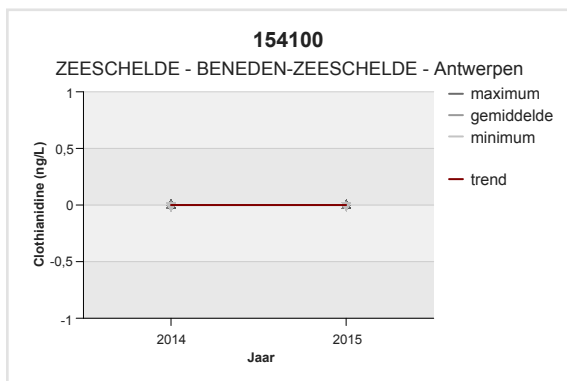 154100
ZEESCHELDE - BENEDEN-ZEESCHELDE - Antwerpen
maximum
gemiddelde
minimum
trend
Clothianidine (ng/L)
1
0,5
0
-0,5
-1
2014 2015
Jaar